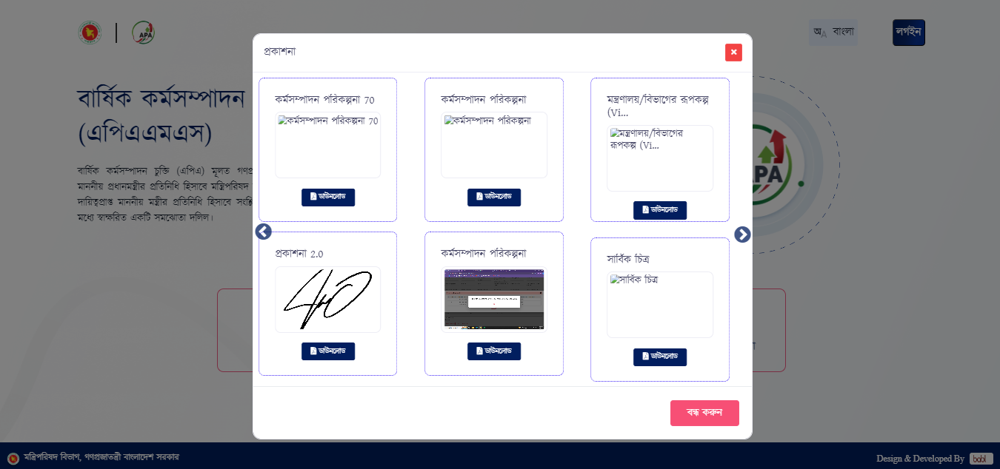 APA
অA বাংলা
লগইন
বার্ষিক কর্মসম্পাদন
(এপিএএমএস)
বার্ষিক কর্মসম্পাদন চুক্তি (এপিএ) মূলত গণপ্র
মাননীয় প্রধানমন্ত্রীর প্রতিনিধি হিসাবে মন্ত্রিপরিষদ
দায়িত্বপ্রাপ্ত মাননীয় মন্ত্রীর প্রতিনিধি হিসাবে সংশ্লি
মধ্যে স্বাক্ষরিত একটি সমঝোতা দলিল।
প্রকাশনা
কর্মসম্পাদন পরিকল্পনা 70
কর্মসম্পাদন পরিকল্পনা 70
ডাউনলোড
কর্মসম্পাদন পরিকল্পনা
কর্মসম্পাদন পরিকল্পনা
ডাউনলোড
মন্ত্রণালয়/বিভাগের রূপকল্প
(Vi...
মন্ত্রণালয়/বিভাগের
রূপকল্প (Vi...
ডাউনলোড
প্রকাশনা 2.0
ডাউনলোড
কর্মসম্পাদন পরিকল্পনা
ডাউনলোড
সার্বিক চিত্র
সার্বিক চিত্র
ডাউনলোড
বন্ধ করুন
PA
মন্ত্রিপরিষদ বিভাগ, গণপ্রজাতন্ত্রী বাংলাদেশ সরকার
Design & Developed By